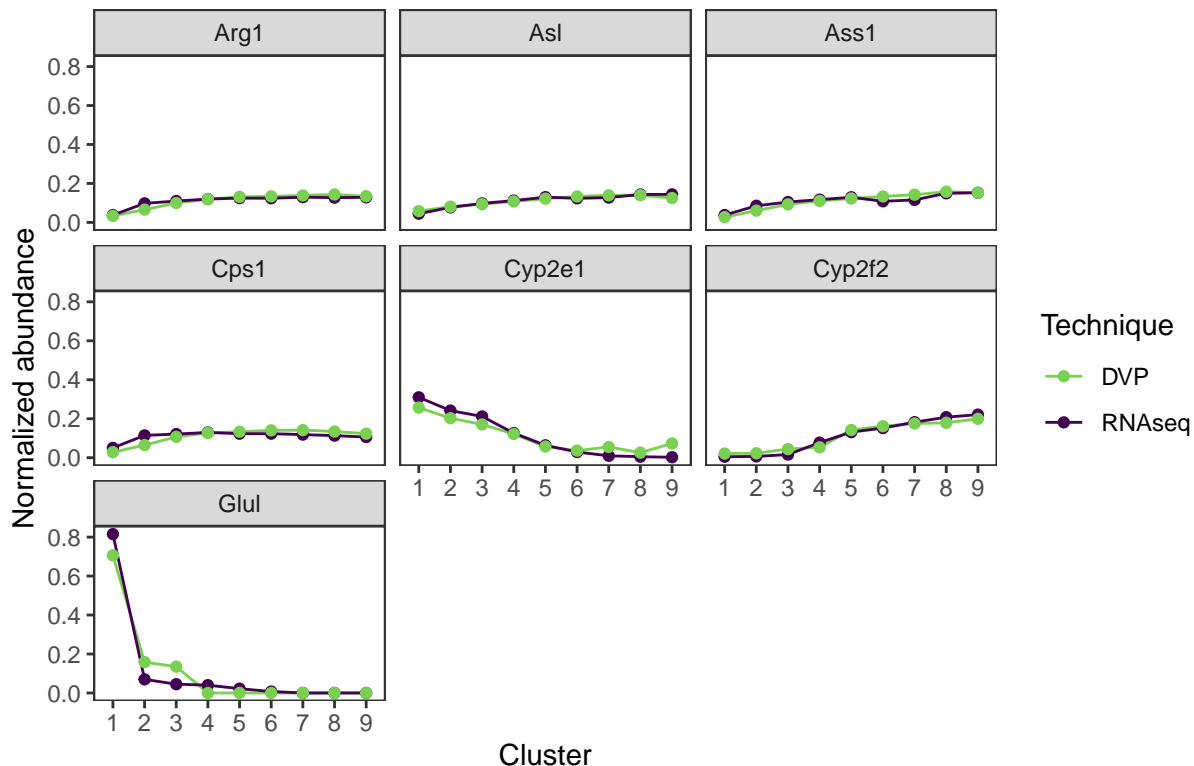 Arg1 Asl Ass1
0.8
0.6
0.4
0.2
0.0
Cps1 Cyp2e1 Cyp2f2
0.8
0.6
0.4
0.2
0.0
1 2 3 4 5 6 7 8 9 1 2 3 4 5 6 7 8 9
Glul
0.8
0.6
0.4
0.2
0.0
1 2 3 4 5 6 7 8 9
Cluster
Normalized abundance
Technique
DVP
RNAseq